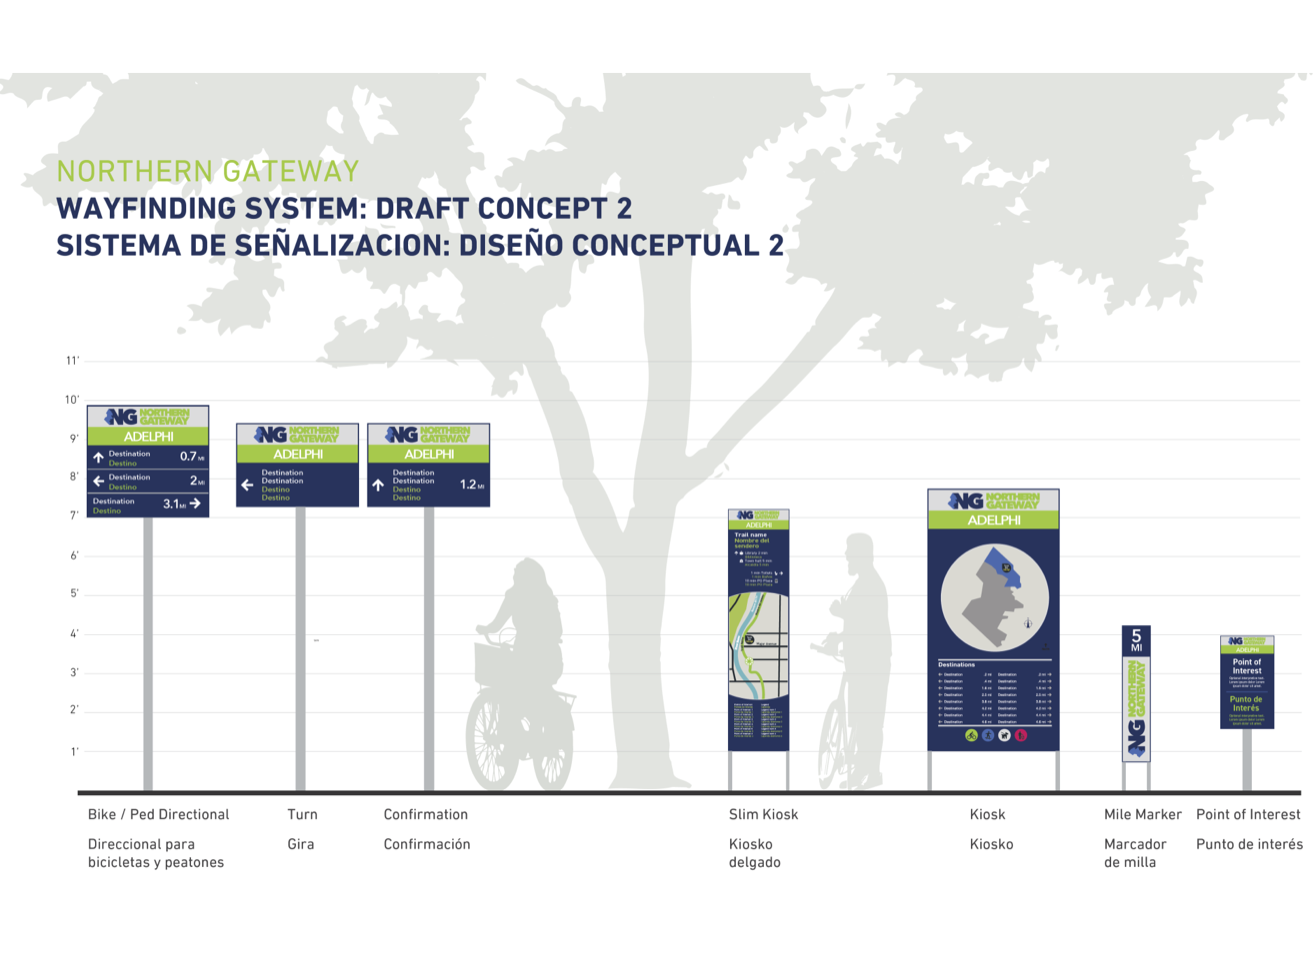 NORTHERN GATEWAY
WAYFINDING SYSTEM: DRAFT CONCEPT 2
SISTEMA DE SEÑALIZACION: DISEÑO CONCEPTUAL 2
11'
10'
9'
8'
7'
6'
5'
4'
3'
2'
1'
NG NORTHERN
GATEWAY
ADELPHI
Destination
Destino
0.7 MI
Destination
Destino
2 MI
Destination
Destino
3.1 MI
NG NORTHERN
GATEWAY
ADELPHI
Destination
Destination
Destino
Destino
NG NORTHERN
GATEWAY
ADELPHI
Destination
Destination
Destino
Destino
1.2 MI
NG NORTHERN
GATEWAY
ADELPHI
Trail name
Nombre del
sendero
NG NORTHERN
GATEWAY
ADELPHI
Destinations
5
MI
NG NORTHERN
GATEWAY
NG NORTHERN
GATEWAY
ADELPHI
Point of
Interest
Punto de
Interés
Bike / Ped Directional
Direccional para
bicicletas y peatones
Turn
Gira
Confirmation
Confirmación
Slim Kiosk
Kiosko
delgado
Kiosk
Kiosko
Mile Marker
Marcador
de milla
Point of Interest
Punto de interés